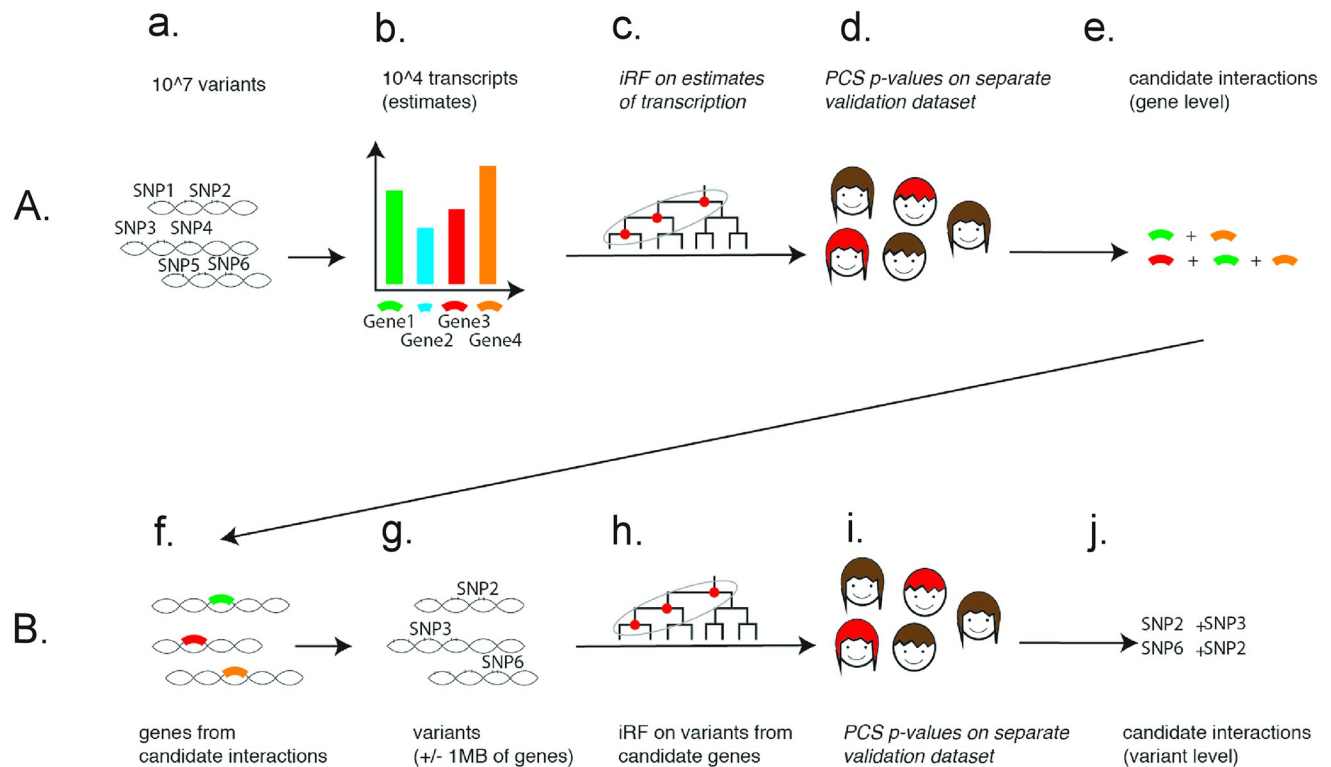 a.
b.
c.
d.
e.
10^7 variants
10^4 transcripts
(estimates)
iRF on estimates
of transcription
PCS p-values on separate
validation dataset
candidate interactions
(gene level)
A.
SNP1 SNP2
SNP3 SNP4
SNP5 SNP6
Gene1
Gene2
Gene3
Gene4
+
+ +
f.
g.
h.
i.
j.
B.
SNP2
SNP3
SNP6
SNP2 +SNP3
SNP6 +SNP2
genes from
candidate interactions
variants
(+/- 1MB of genes)
iRF on variants from
candidate genes
PCS p-values on separate
validation dataset
candidate interactions
(variant level)